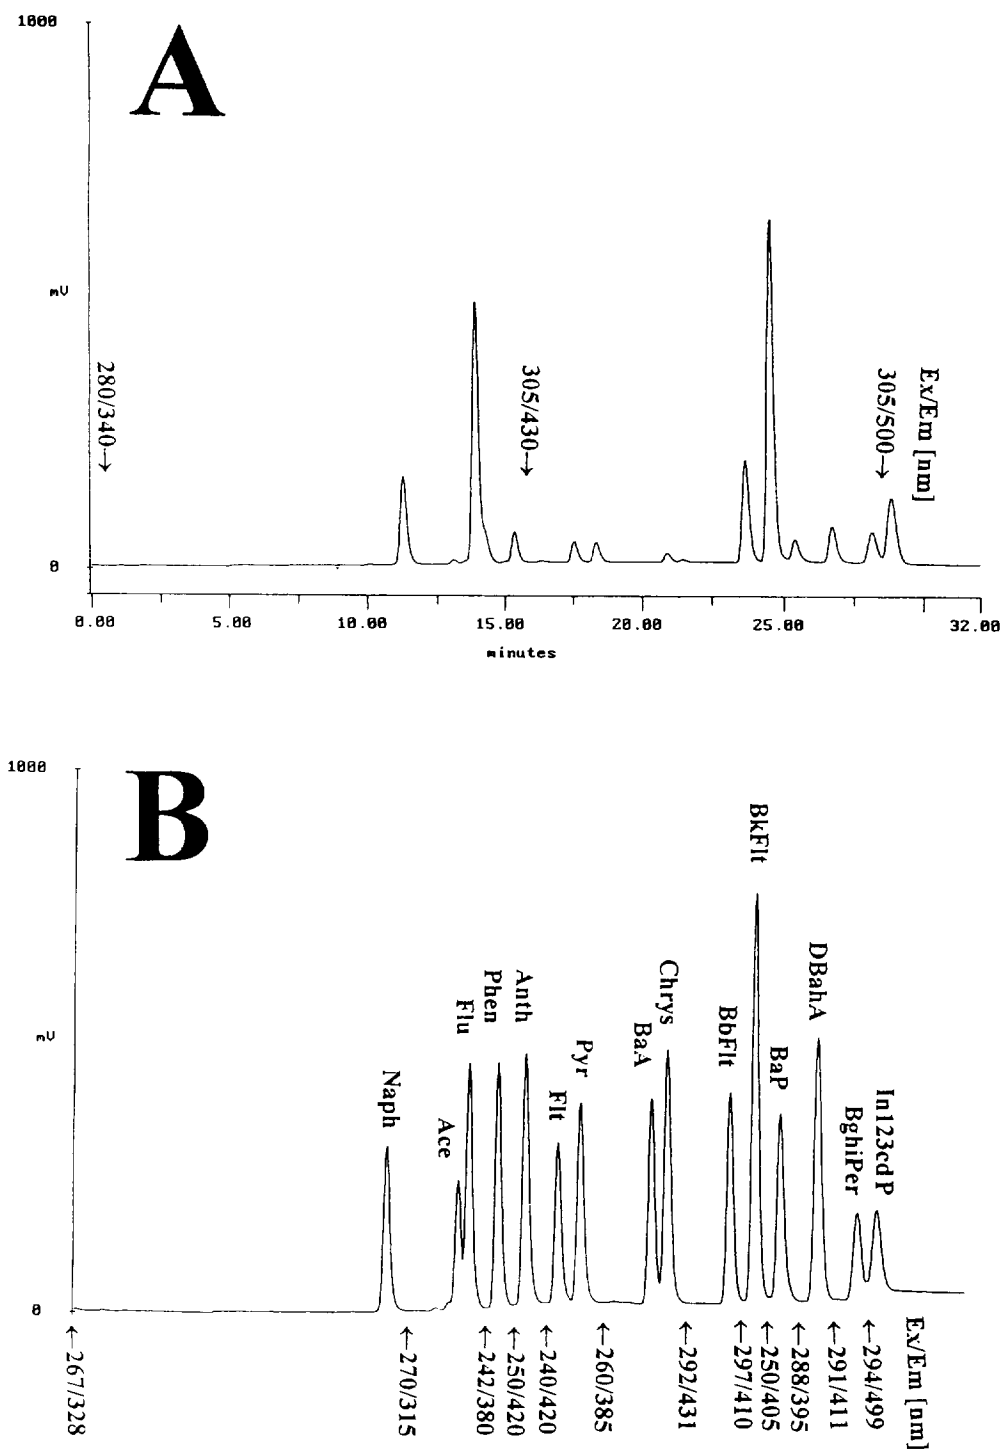 1000
A
mV
280/340→
305/430→
305/500→
Ex/Em [nm]
0
0.00 5.00 10.00 15.00 20.00 25.00 32.00
minutes
1000
B
mV
Naph
Ace
Flu
Phen
Anth
Flt
Pyr
BaA
Chrys
BbFlt
BkFlt
BaP
DBahA
BghiPer
In123cdP
0
←267/328
←270/315
←242/380
←250/420
←240/420
←260/385
←292/431
←297/410
←250/405
←288/395
←291/411
←294/499
Ex/Em [nm]